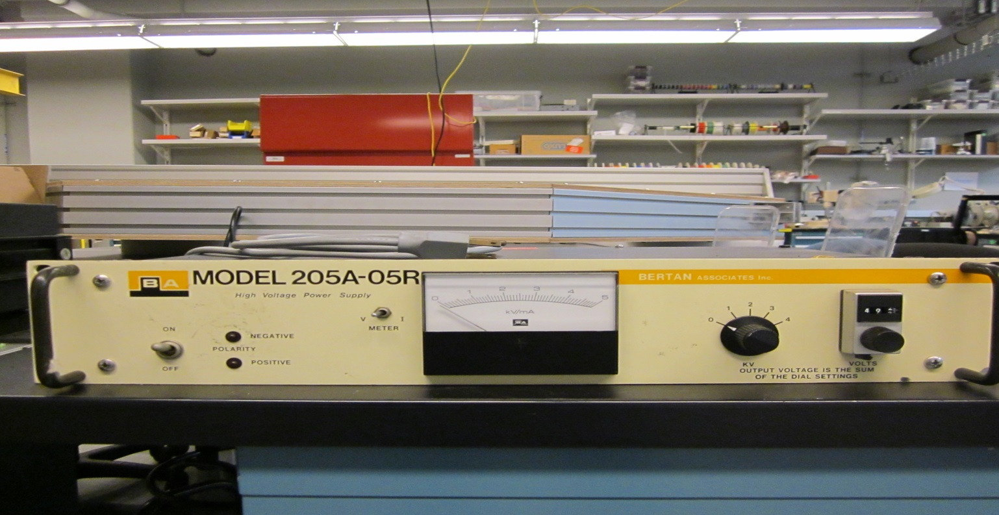 BA MODEL 205A-05R
High Voltage Power Supply
BERTAN ASSOCIATES Inc.
ON
OFF
NEGATIVE
POLARITY
POSITIVE
V I
METER
0 1 2 3 4 5
kV/mA
BA
0 1 2 3 4
KV
4 9
VOLTS
OUTPUT VOLTAGE IS THE SUM
OF THE DIAL SETTINGS